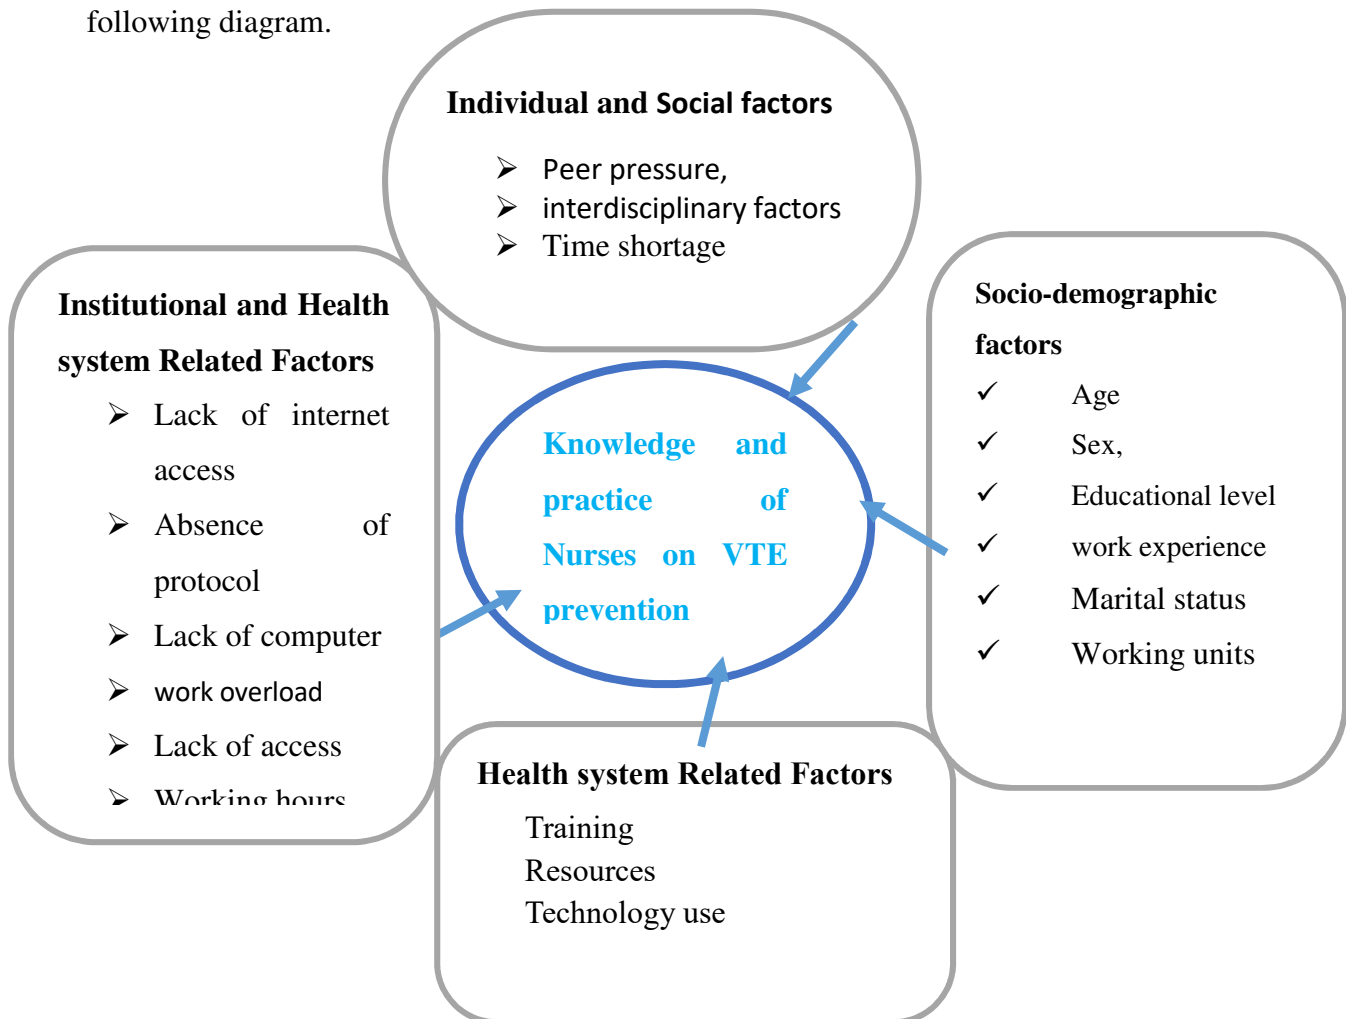 following diagram.
Individual and Social factors
➢ Peer pressure,
➢ interdisciplinary factors
➢ Time shortage
Institutional and Health
system Related Factors
➢ Lack of internet
access
➢ Absence of
protocol
➢ Lack of computer
➢ work overload
➢ Lack of access
➢ Working hours
Knowledge and
practice of
Nurses on VTE
prevention
Socio-demographic
factors
✓ Age
✓ Sex,
✓ Educational level
✓ work experience
✓ Marital status
✓ Working units
Health system Related Factors
Training
Resources
Technology use